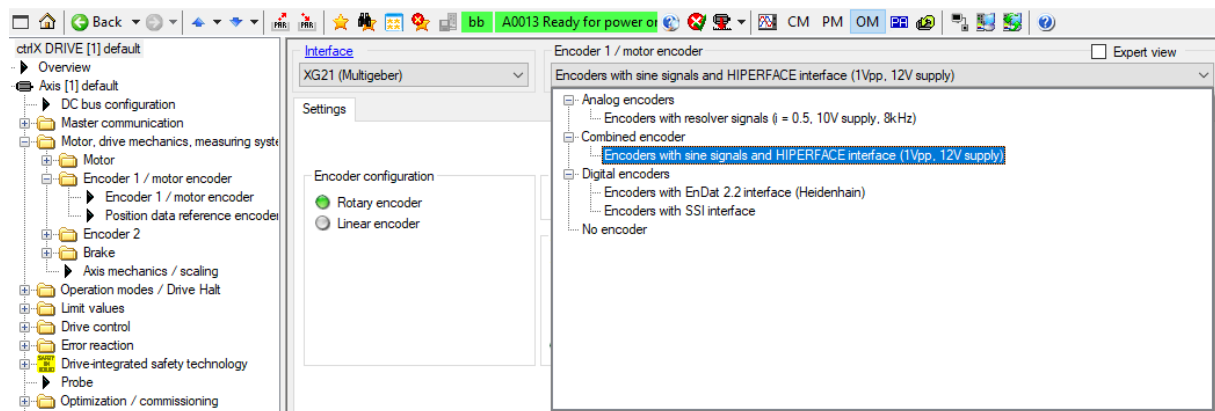 Back PAR PAR bb A0013 Ready for power or CM PM OM
ctrlX DRIVE [1] default
Overview
Axis [1] default
DC bus configuration
Master communication
Motor, drive mechanics, measuring syste
Motor
Encoder 1 / motor encoder
Encoder 1 / motor encoder
Position data reference encoder
Encoder 2
Brake
Axis mechanics / scaling
Operation modes / Drive Halt
Limit values
Drive control
Error reaction
Drive-integrated safety technology
Probe
Optimization / commissioning
Interface
XG21 (Multigeber)
Settings
Encoder configuration
Rotary encoder
Linear encoder
Encoder 1 / motor encoder Expert view
Encoders with sine signals and HIPERFACE interface (1Vpp, 12V supply)
Analog encoders
Encoders with resolver signals (i = 0.5, 10V supply, 8kHz)
Combined encoder
Encoders with sine signals and HIPERFACE interface (1Vpp, 12V supply)
Digital encoders
Encoders with EnDat 2.2 interface (Heidenhain)
Encoders with SSI interface
No encoder